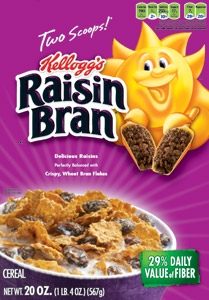 Two Scoops!
Kellogg's
Raisin
Bran
Delicious Raisins
Perfectly Balanced with
Crispy, Wheat Bran Flakes
29% DAILY
VALUE of FIBER
CEREAL
NET WT. 20 OZ. (1 LB. 4 OZ.) (567g)